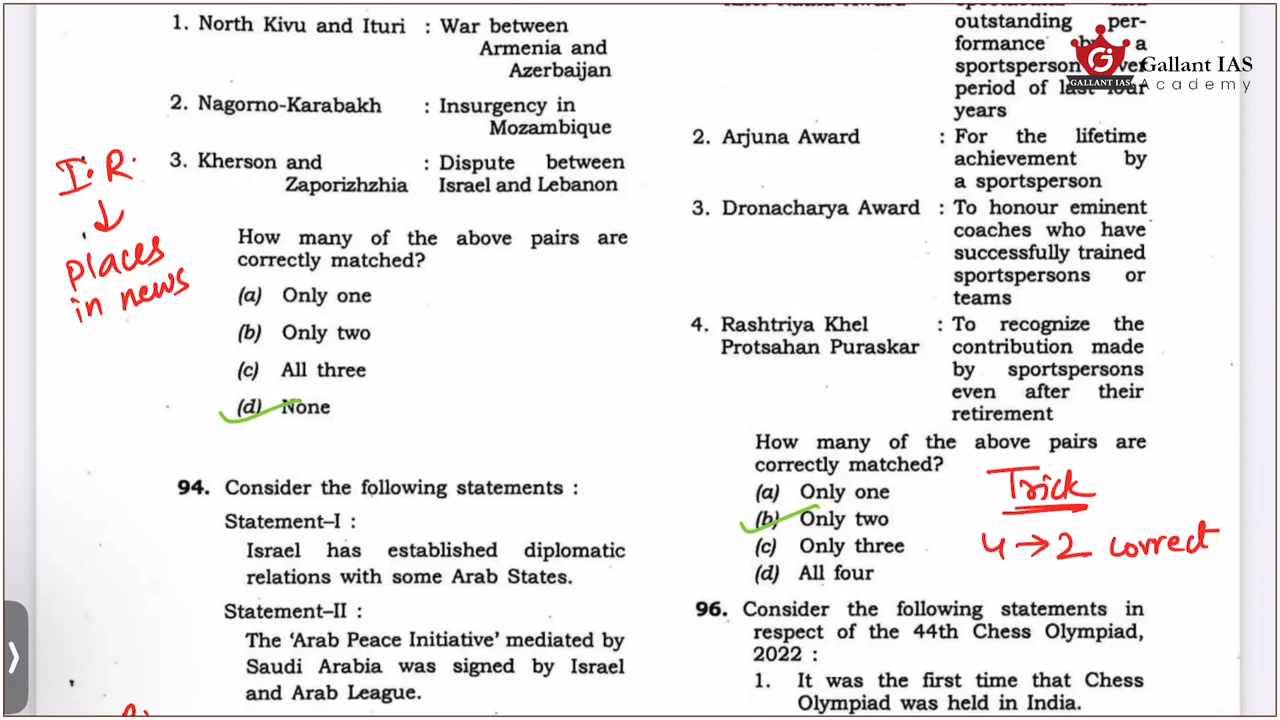 1. North Kivu and Ituri : War between
Armenia and
Azerbaijan
2. Nagorno-Karabakh : Insurgency in
Mozambique
3. Kherson and : Dispute between
Zaporizhzhia Israel and Lebanon
How many of the above pairs are
correctly matched?
(a) Only one
(b) Only two
(c) All three
(d) None
I.R.
places
in news
94. Consider the following statements :
Statement–I :
Israel has established diplomatic
relations with some Arab States.
Statement–II :
The ‘Arab Peace Initiative’ mediated by
Saudi Arabia was signed by Israel
and Arab League.
outstanding per-
formance by a
sportsperson over
period of last four
years
2. Arjuna Award : For the lifetime
achievement by
a sportsperson
3. Dronacharya Award : To honour eminent
coaches who have
successfully trained
sportspersons or
teams
4. Rashtriya Khel : To recognize the
Protsahan Puraskar contribution made
by sportspersons
even after their
retirement
How many of the above pairs are
correctly matched?
(a) Only one
(b) Only two
(c) Only three
(d) All four
Trick
4 → 2 correct
96. Consider the following statements in
respect of the 44th Chess Olympiad,
2022 :
1. It was the first time that Chess
Olympiad was held in India.
GALLANT IAS
Gallant IAS
Academy